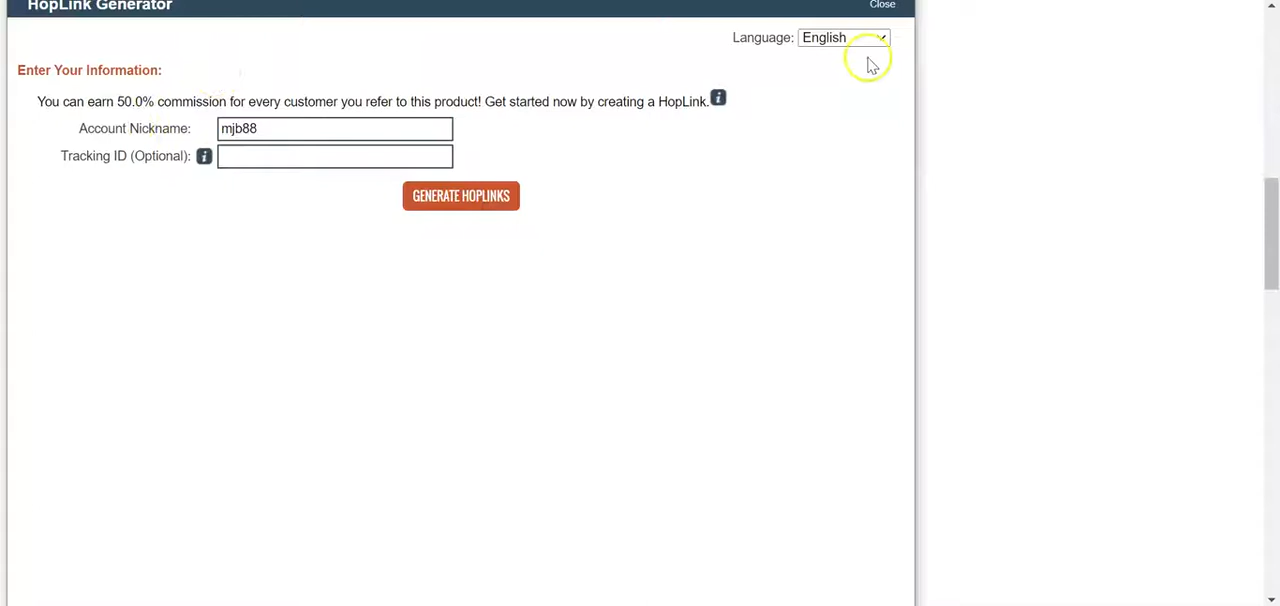 HopLink Generator
Close
Language: English
Enter Your Information:
You can earn 50.0% commission for every customer you refer to this product! Get started now by creating a HopLink. i
Account Nickname: mjb88
Tracking ID (Optional): i
GENERATE HOPLINKS